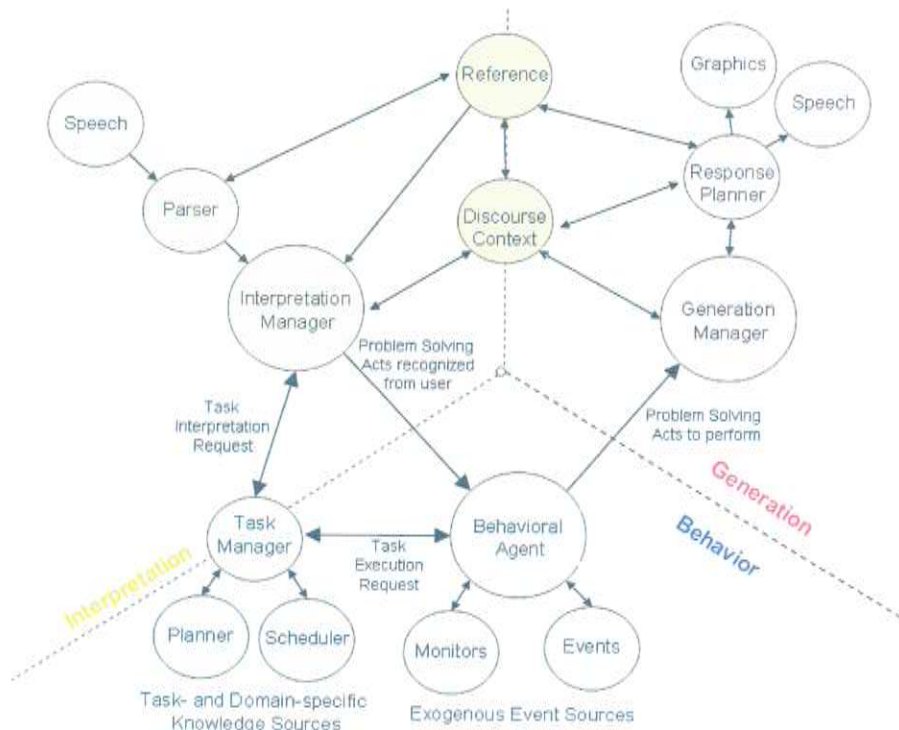 Reference
Graphics
Speech
Speech
Response
Planner
Parser
Discourse
Context
Interpretation
Manager
Generation
Manager
Problem Solving
Acts recognized
from user
Task
Interpretation
Request
Problem Solving
Acts to perform
Generation
Behavior
Interpretation
Task
Manager
Behavioral
Agent
Task
Execution
Request
Planner
Scheduler
Monitors
Events
Task- and Domain-specific
Knowledge Sources
Exogenous Event Sources